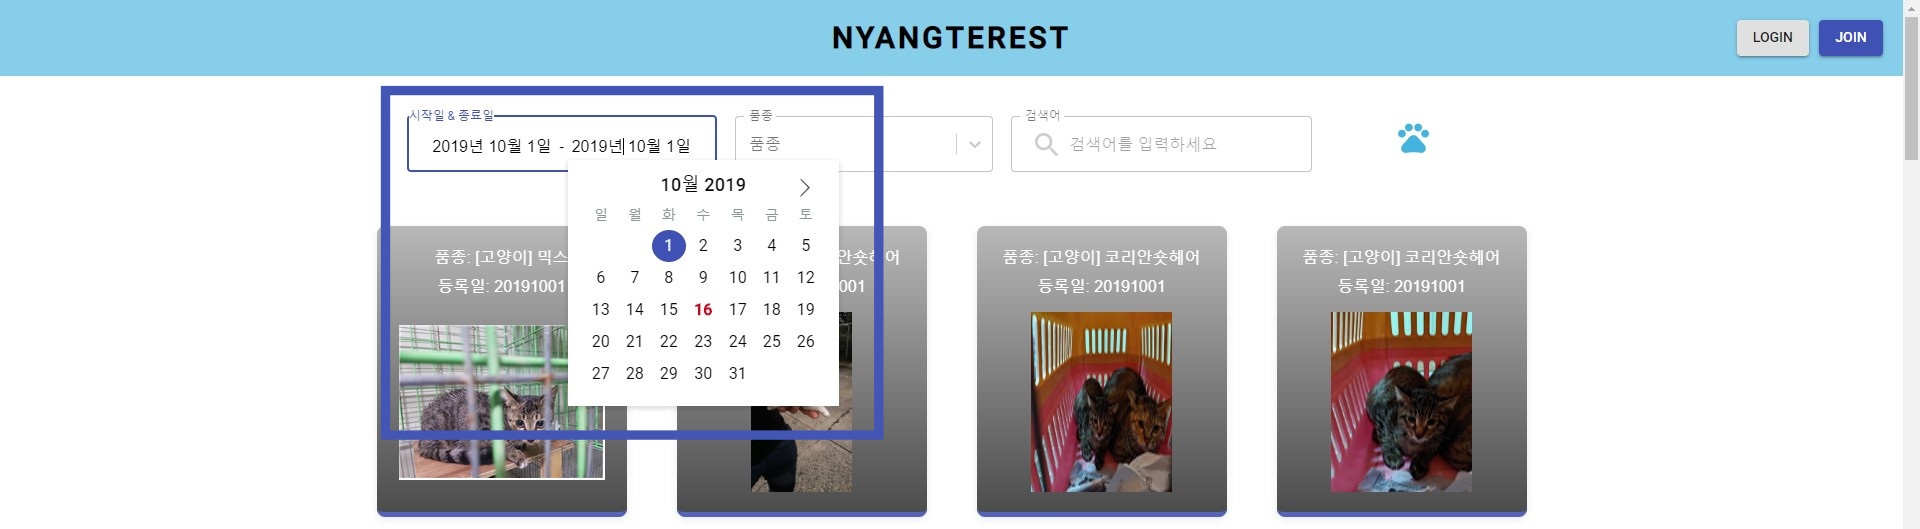 NYANGTEREST
LOGIN
JOIN
시작일 & 종료일
2019년 10월 1일 - 2019년 10월 1일
품종
품종
검색어
검색어를 입력하세요
10월 2019
일 월 화 수 목 금 토
1 2 3 4 5
6 7 8 9 10 11 12
13 14 15 16 17 18 19
20 21 22 23 24 25 26
27 28 29 30 31
품종: [고양이] 믹스
등록일: 20191001
안숏헤어
001
품종: [고양이] 코리안숏헤어
등록일: 20191001
품종: [고양이] 코리안숏헤어
등록일: 20191001